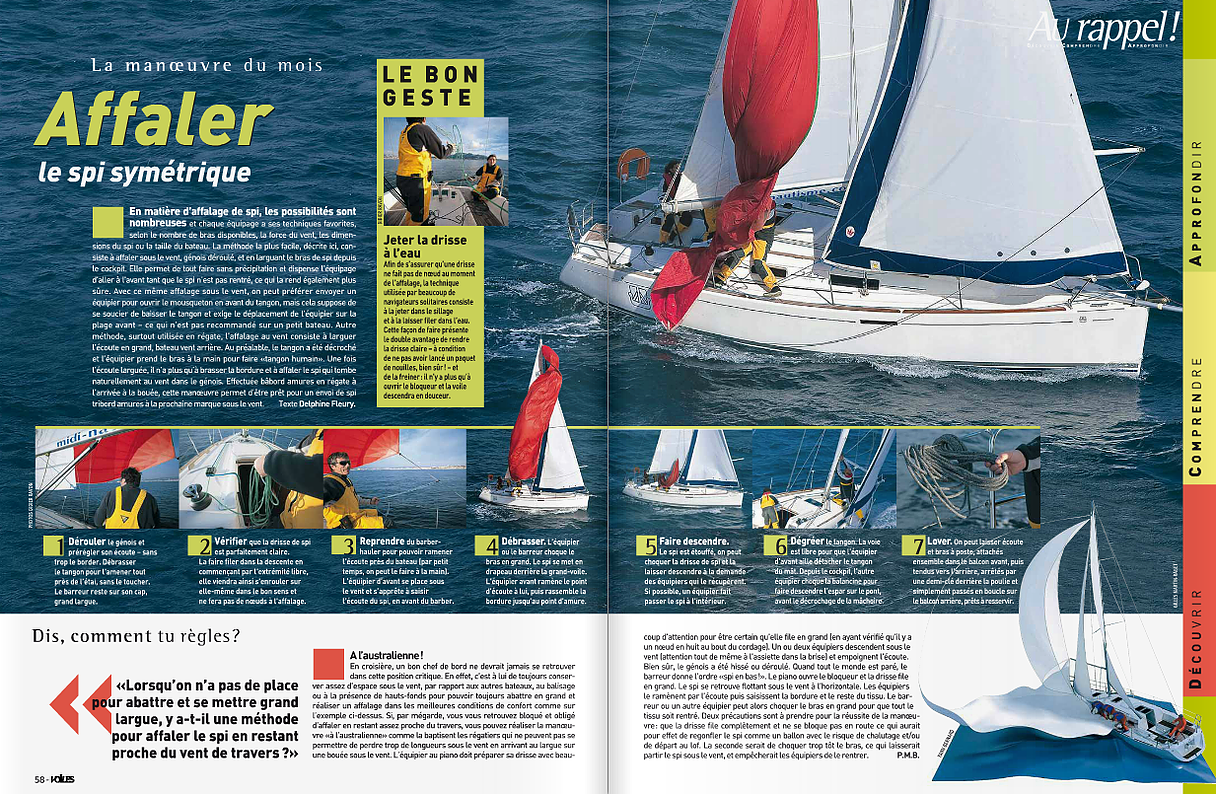 La manœuvre du mois
Affaler
le spi symétrique
En matière d'affalage de spi, les possibilités sont
nombreuses et chaque équipage a ses techniques favorites,
selon le nombre de bras disponibles, la force du vent, les dimen-
sions du spi ou la taille du bateau. La méthode la plus facile, décrite ici, con-
siste à affaler sous le vent, génois déroulé, et en larguant le bras de spi depuis
le cockpit. Elle permet de tout faire sans précipitation et dispense l'équipage
d'aller à l'avant tant que le spi n'est pas rentré, ce qui la rend également plus
sûre. Avec ce même affalage sous le vent, on peut préférer envoyer un
équipier pour ouvrir le mousqueton en avant du tangon, mais cela suppose de
se soucier de baisser le tangon et exige le déplacement de l'équipier sur la
plage avant – ce qui n'est pas recommandé sur un petit bateau. Autre
méthode, surtout utilisée en régate, l'affalage au vent consiste à larguer
l'écoute en grand, bateau vent arrière. Au préalable, le tangon a été décroché
et l'équipier prend le bras à la main pour faire «tangon humain». Une fois
l'écoute larguée, il n'a plus qu'à brasser la bordure et à affaler le spi qui tombe
naturellement au vent dans le génois. Effectuée bâbord amures en régate à
l'arrivée à la bouée, cette manœuvre permet d'être prêt pour un envoi de spi
tribord amures à la prochaine marque sous le vent. Texte Delphine Fleury.
LE BON
GESTE
Jeter la drisse
à l'eau
Afin de s'assurer qu'une drisse
ne fait pas de nœud au moment
de l'affalage, la technique
utilisée par beaucoup de
navigateurs solitaires consiste
à la jeter dans le sillage
et à la laisser filer dans l'eau.
Cette façon de faire présente
le double avantage de rendre
la drisse claire – à condition
de ne pas avoir lancé un paquet
de nouilles, bien sûr ! – et
de la freiner : il n'y a plus qu'à
ouvrir le bloqueur et la voile
descendra en douceur.
Au rappel !
APPROFONDIR
COMPRENDRE
DÉCOUVRIR
nautisme.c
midi-n
1 Dérouler le génois et
prérégler son écoute – sans
trop le border. Débrasser
le tangon pour l'amener tout
près de l'étai, sans le toucher.
Le barreur reste sur son cap,
grand largue.
2 Vérifier que la drisse de spi
est parfaitement claire.
La faire filer dans la descente en
commençant par l'extrémité libre,
elle viendra ainsi s'enrouler sur
elle-même dans le bon sens et
ne fera pas de nœuds à l'affalage.
3 Reprendre du barber-
hauler pour pouvoir ramener
l'écoute près du bateau (par petit
temps, on peut le faire à la main).
L'équipier d'avant se place sous
le vent et s'apprête à saisir
l'écoute du spi, en avant du barber.
4 Débrasser. L'équipier
ou le barreur choque le
bras en grand. Le spi se met en
drapeau derrière la grand-voile.
L'équipier avant ramène le point
d'écoute à lui, puis rassemble la
bordure jusqu'au point d'amure.
5 Faire descendre.
Le spi est étouffé, on peut
choquer la drisse de spi et la
laisser descendre à la demande
des équipiers qui le récupèrent.
Si possible, un équipier fait
passer le spi à l'intérieur.
6 Dégréer le tangon. La voie
est libre pour que l'équipier
d'avant aille détacher le tangon
du mât. Depuis le cockpit, l'autre
équipier choque la balancine pour
faire descendre l'espar sur le pont,
avant le décrochage de la mâchoire.
7 Lover. On peut laisser écoute
et bras à poste, attachés
ensemble dans le balcon avant, puis
tendus vers l'arrière, arrêtés par
une demi-clé derrière la poulie et
simplement passés en boucle sur
le balcon arrière, prêts à resservir.
Dis, comment tu règles ?
«Lorsqu'on n'a pas de place
pour abattre et se mettre grand
largue, y a-t-il une méthode
pour affaler le spi en restant
proche du vent de travers ?»
A l'australienne !
En croisière, un bon chef de bord ne devrait jamais se retrouver
dans cette position critique. En effet, c'est à lui de toujours conser-
ver assez d'espace sous le vent, par rapport aux autres bateaux, au balisage
ou à la présence de hauts-fonds pour pouvoir toujours abattre en grand et
réaliser un affalage dans les meilleures conditions de confort comme sur
l'exemple ci-dessus. Si, par mégarde, vous vous retrouvez bloqué et obligé
d'affaler en restant assez proche du travers, vous pouvez réaliser la manœu-
vre «à l'australienne» comme la baptisent les régatiers qui ne peuvent pas se
permettre de perdre trop de longueurs sous le vent en arrivant au largue sur
une bouée sous le vent. L'équipier au piano doit préparer sa drisse avec beau-
coup d'attention pour être certain qu'elle file en grand (en ayant vérifié qu'il y a
un nœud en huit au bout du cordage). Un ou deux équipiers descendent sous le
vent (attention tout de même à l'assiette dans la brise) et empoignent l'écoute.
Bien sûr, le génois a été hissé ou déroulé. Quand tout le monde est paré, le
barreur donne l'ordre «spi en bas !». Le piano ouvre le bloqueur et la drisse file
en grand. Le spi se retrouve flottant sous le vent à l'horizontale. Les équipiers
le ramènent par l'écoute puis saisissent la bordure et le reste du tissu. Le bar-
reur ou un autre équipier peut alors choquer le bras en grand pour que tout le
tissu soit rentré. Deux précautions sont à prendre pour la réussite de la manœu-
vre : que la drisse file complètement et ne se bloque pas en route ce qui aurait
pour effet de regonfler le spi comme un ballon avec le risque de chalutage et/ou
de départ au lof. La seconde serait de choquer trop tôt le bras, ce qui laisserait
partir le spi sous le vent, et empêcherait les équipiers de le rentrer. P.M.B.
58 - voiles